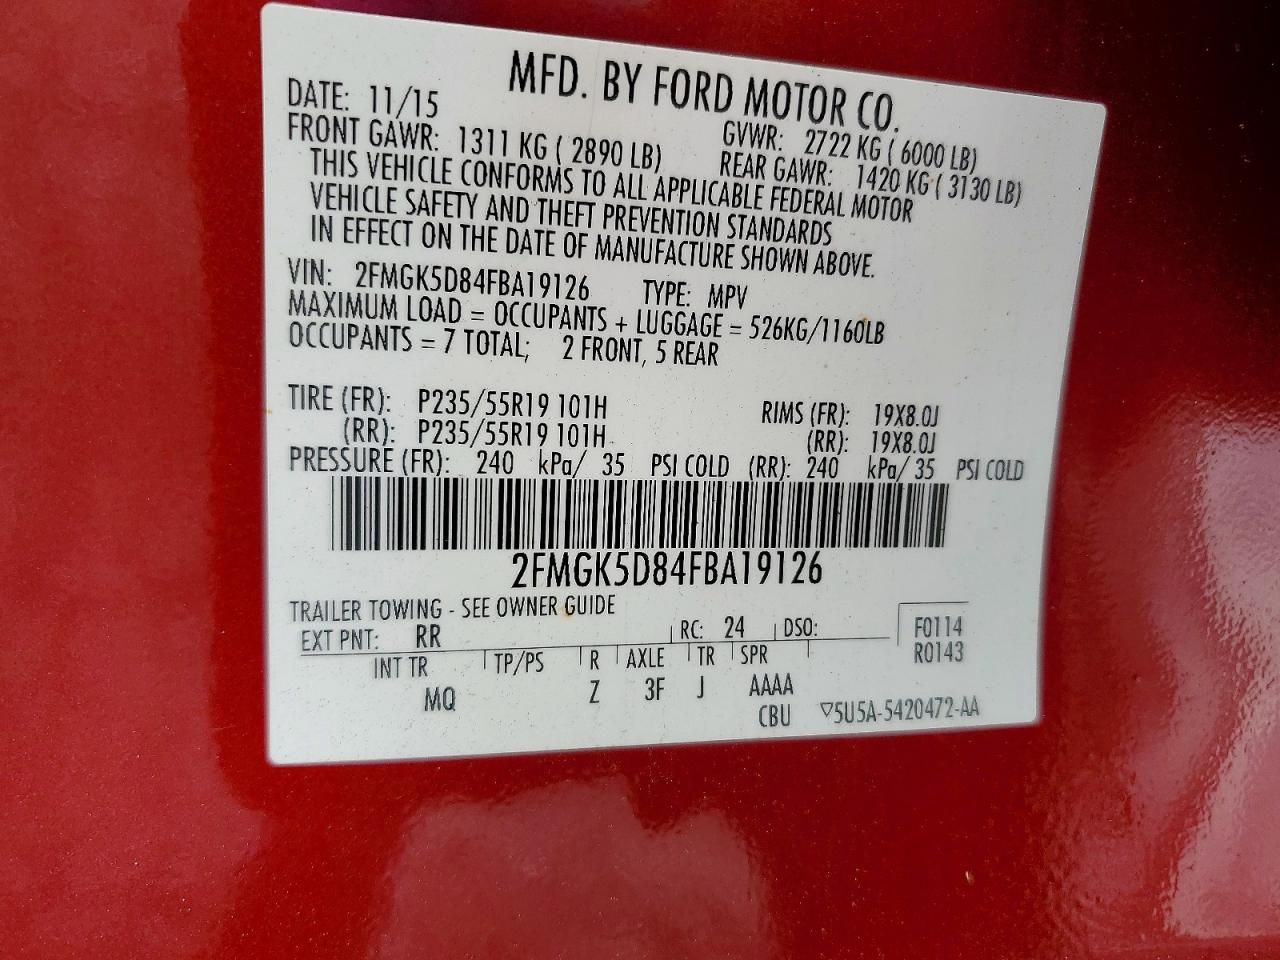 MFD. BY FORD MOTOR CO.
DATE: 11/15 GVWR: 2722 KG ( 6000 LB)
FRONT GAWR: 1311 KG ( 2890 LB) REAR GAWR: 1420 KG ( 3130 LB)
THIS VEHICLE CONFORMS TO ALL APPLICABLE FEDERAL MOTOR
VEHICLE SAFETY AND THEFT PREVENTION STANDARDS
IN EFFECT ON THE DATE OF MANUFACTURE SHOWN ABOVE.
VIN: 2FMGK5D84FBA19126 TYPE: MPV
MAXIMUM LOAD = OCCUPANTS + LUGGAGE = 526KG/1160LB
OCCUPANTS = 7 TOTAL; 2 FRONT, 5 REAR
TIRE (FR): P235/55R19 101H RIMS (FR): 19X8.0J
(RR): P235/55R19 101H (RR): 19X8.0J
PRESSURE (FR): 240 kPa/ 35 PSI COLD (RR): 240 kPa/ 35 PSI COLD
2FMGK5D84FBA19126
TRAILER TOWING - SEE OWNER GUIDE
EXT PNT: RR RC: 24 DSO: F0114
R0143
INT TR TP/PS R AXLE TR SPR
MQ Z 3F J AAAA
CBU ▽5U5A-5420472-AA